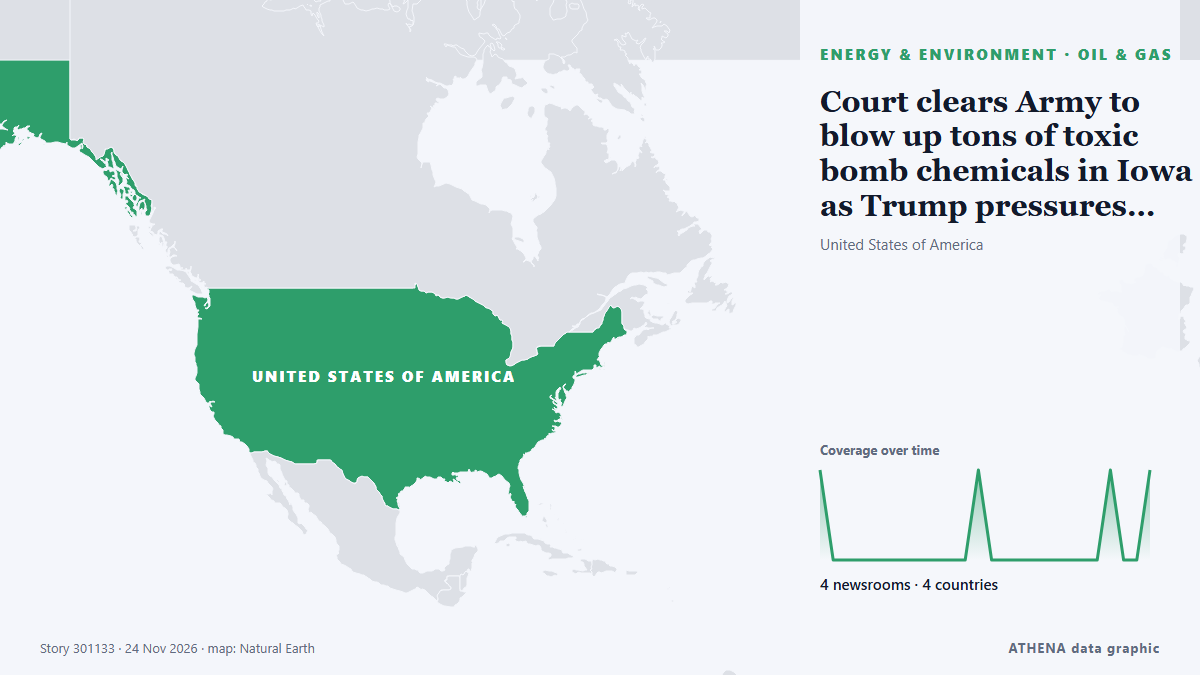 ENERGY & ENVIRONMENT · OIL & GAS
Court clears Army to
blow up tons of toxic
bomb chemicals in Iowa
as Trump pressures…
United States of America
UNITED STATES OF AMERICA
Coverage over time
4 newsrooms · 4 countries
Story 301133 · 24 Nov 2026 · map: Natural Earth
ATHENA data graphic